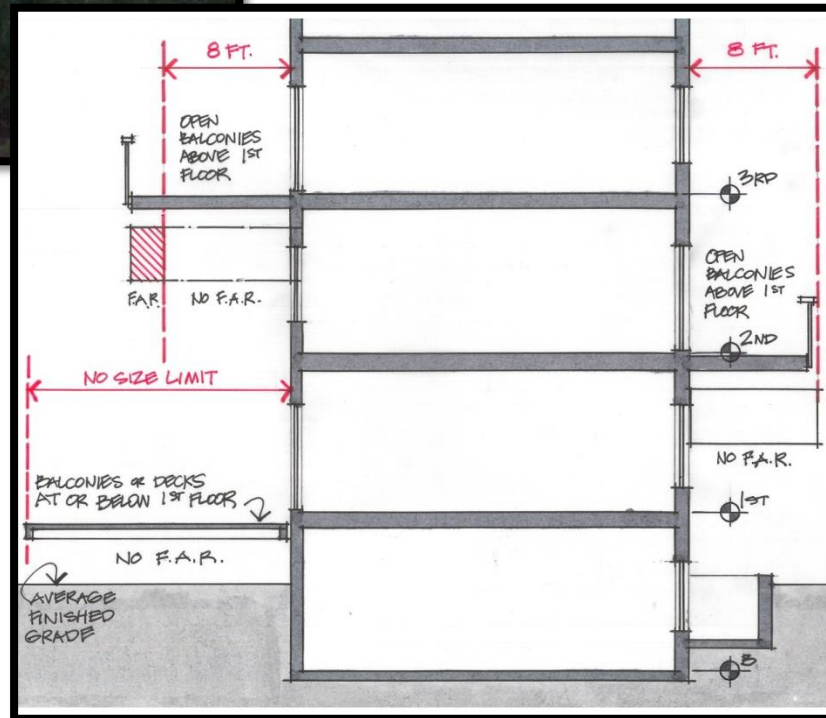 8 FT.
8 FT.
OPEN
BALCONIES
ABOVE 1ST
FLOOR
3RD
F.A.R.
NO F.A.R.
OPEN
BALCONIES
ABOVE 1ST
FLOOR
2ND
NO SIZE LIMIT
NO F.A.R.
BALCONIES OR DECKS
AT OR BELOW 1ST FLOOR
1ST
NO F.A.R.
AVERAGE
FINISHED
GRADE
B